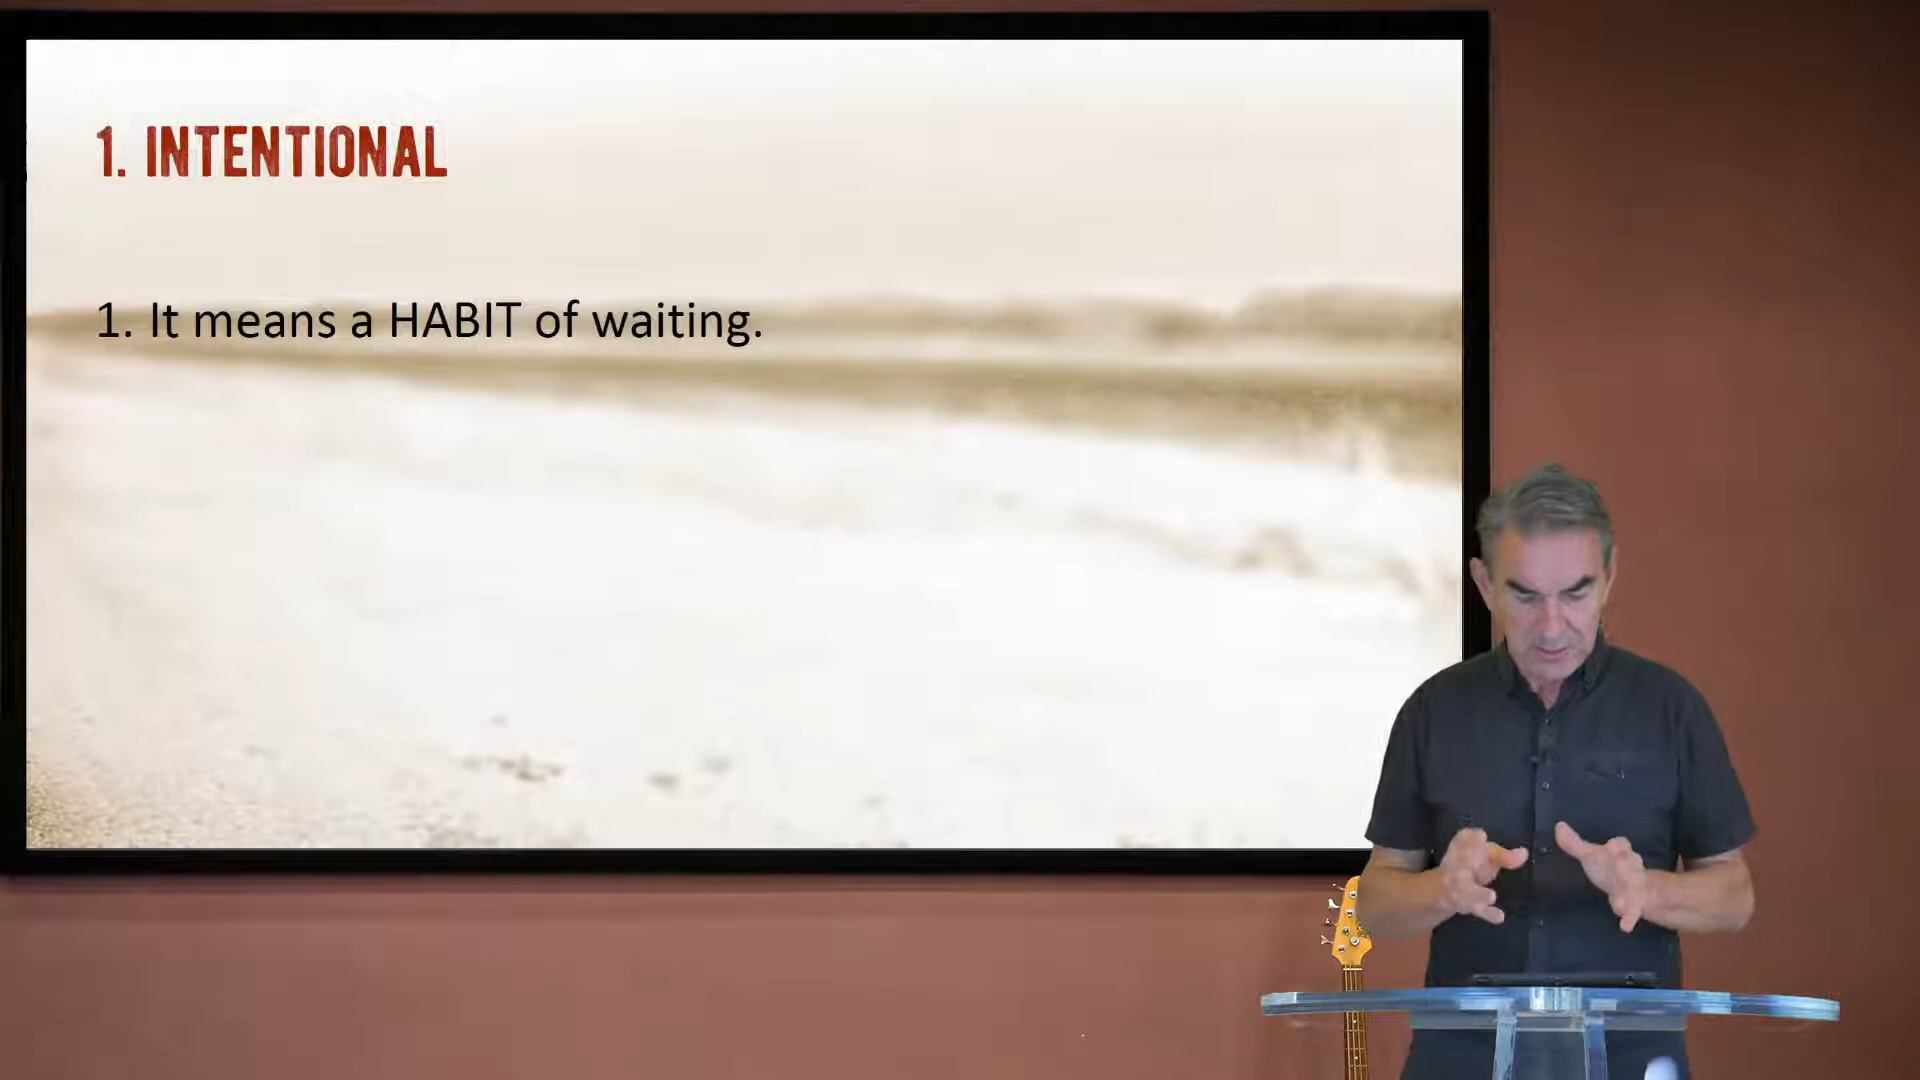 1. INTENTIONAL
1. It means a HABIT of waiting.